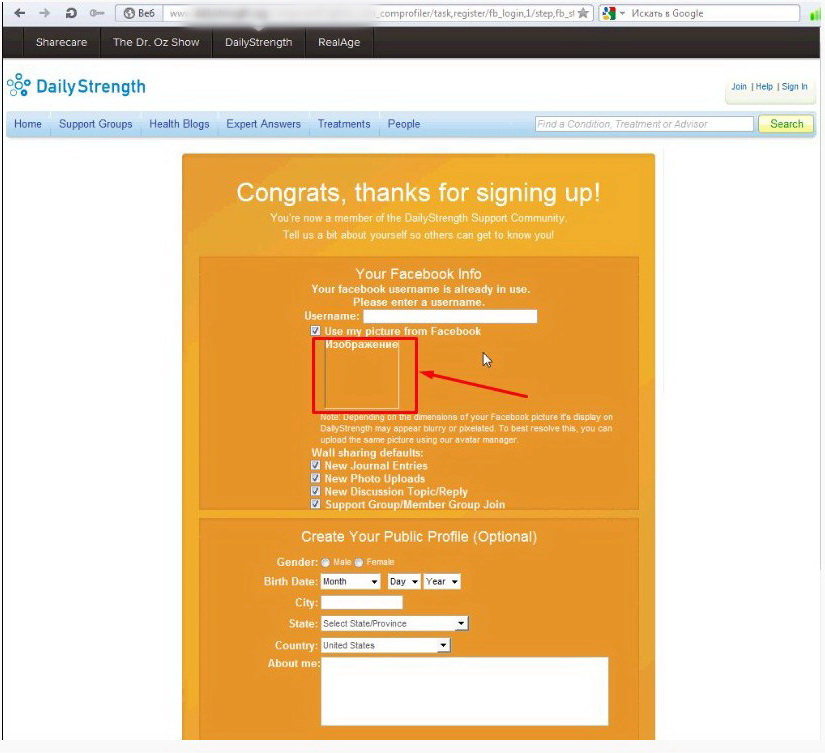 Веб www. _comprofiler/task,register/fb_login,1/step,fb_st Искать в Google
Sharecare The Dr. Oz Show DailyStrength RealAge
DailyStrength
Join | Help | Sign In
Home Support Groups Health Blogs Expert Answers Treatments People Find a Condition, Treatment or Advisor Search
Congrats, thanks for signing up!
You're now a member of the DailyStrength Support Community.
Tell us a bit about yourself so others can get to know you!
Your Facebook Info
Your facebook username is already in use.
Please enter a username.
Username:
Use my picture from Facebook
Изображение
Note: Depending on the dimensions of your Facebook picture it's display on
DailyStrength may appear blurry or pixelated. To best resolve this, you can
upload the same picture using our avatar manager.
Wall sharing defaults:
New Journal Entries
New Photo Uploads
New Discussion Topic/Reply
Support Group/Member Group Join
Create Your Public Profile (Optional)
Gender: Male Female
Birth Date: Month Day Year
City:
State: Select State/Province
Country: United States
About me: